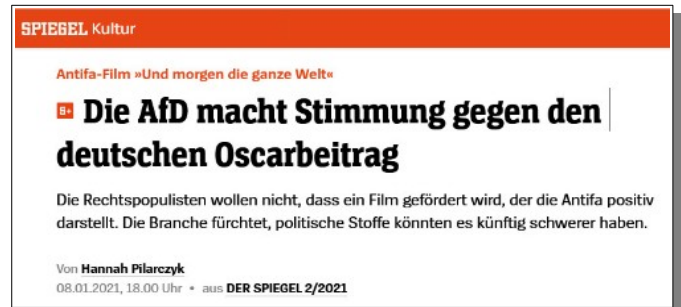 SPIEGEL Kultur
Antifa-Film »Und morgen die ganze Welt«
S+ Die AfD macht Stimmung gegen den
deutschen Oscarbeitrag
Die Rechtspopulisten wollen nicht, dass ein Film gefördert wird, der die Antifa positiv
darstellt. Die Branche fürchtet, politische Stoffe könnten es künftig schwerer haben.
Von Hannah Pilarczyk
08.01.2021, 18.00 Uhr • aus DER SPIEGEL 2/2021